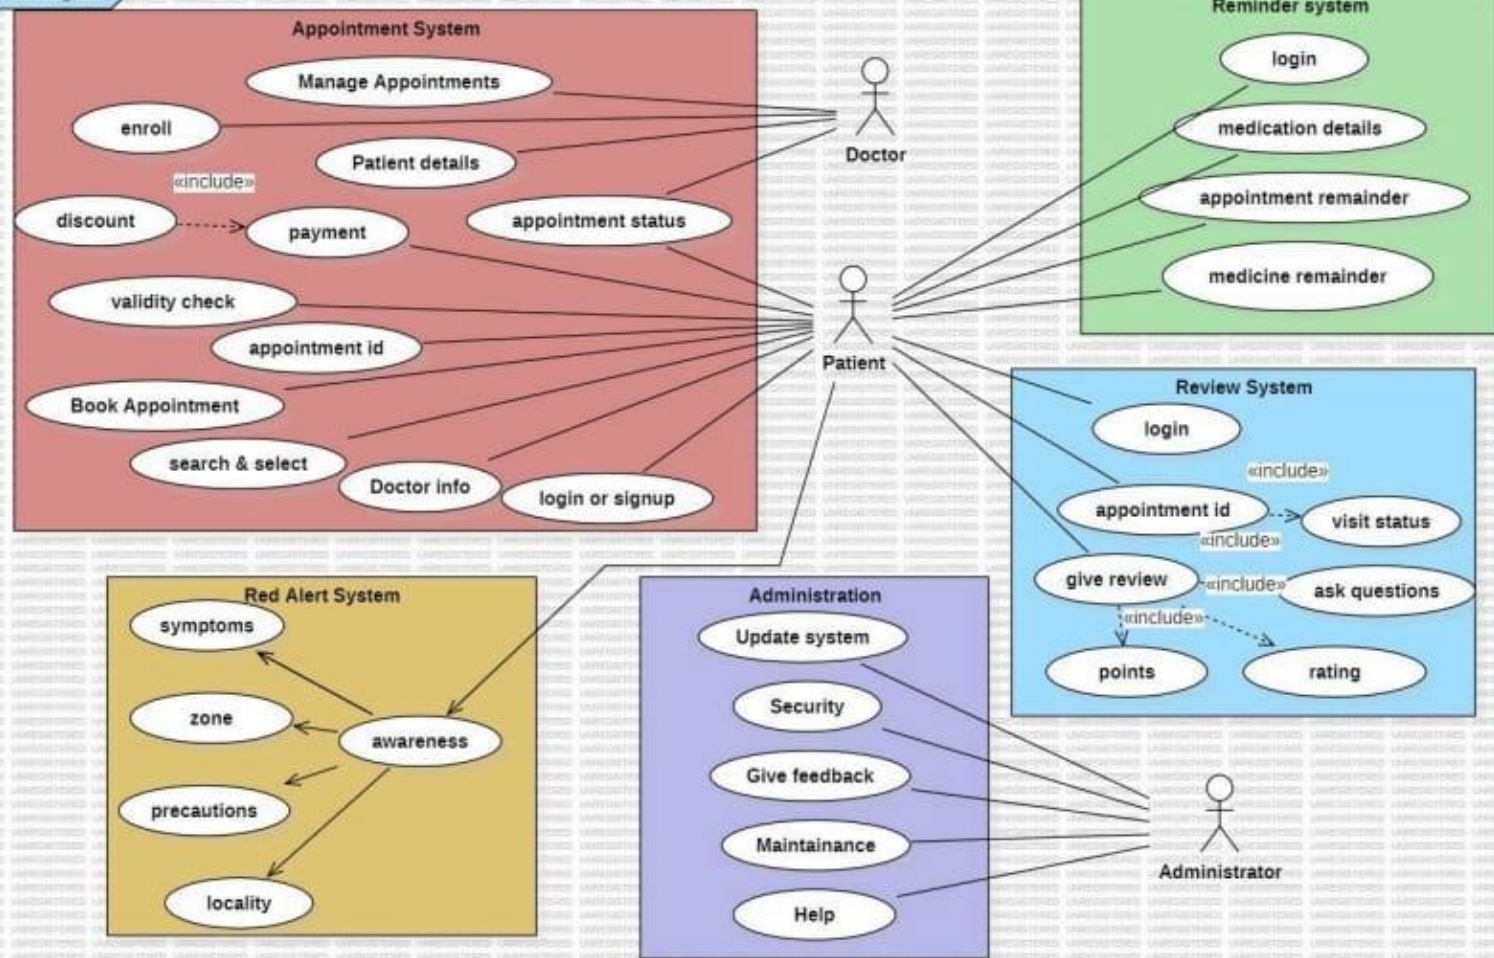 Appointment System
Manage Appointments
enroll
Patient details
«include»
discount
payment
appointment status
validity check
appointment id
Book Appointment
search & select
Doctor info
login or signup
Doctor
Patient
Reminder system
login
medication details
appointment remainder
medicine remainder
Review System
login
«include»
appointment id
visit status
«include»
give review
«include»
ask questions
«include»
points
rating
Red Alert System
symptoms
zone
awareness
precautions
locality
Administration
Update system
Security
Give feedback
Maintainance
Help
Administrator